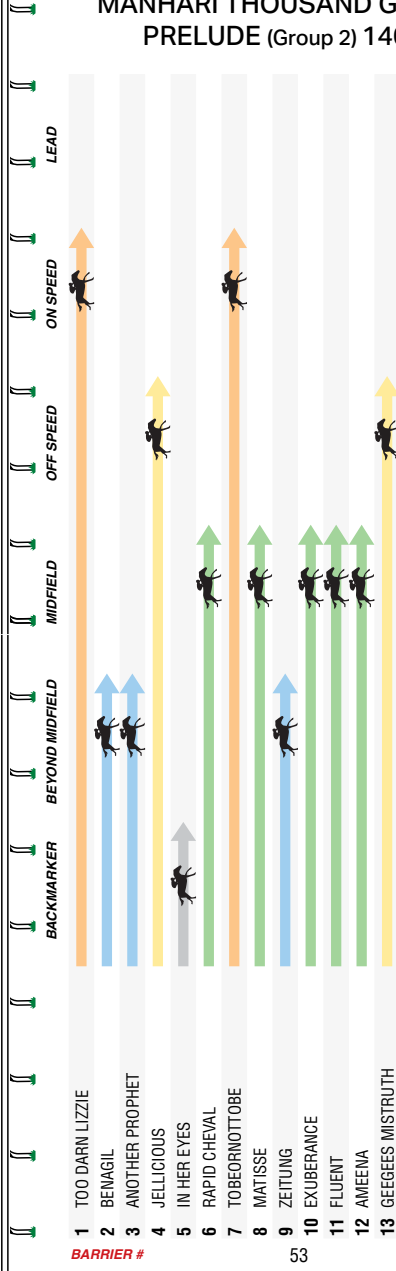 MANHARI THOUSAND G
PRELUDE (Group 2) 140
LEAD
ON SPEED
OFF SPEED
MIDFIELD
BEYOND MIDFIELD
BACKMARKER
1 TOO DARN LIZZIE
2 BENAGIL
3 ANOTHER PROPHET
4 JELLICIOUS
5 IN HER EYES
6 RAPID CHEVAL
7 TOBEORNOTTOBE
8 MATISSE
9 ZEITUNG
10 EXUBERANCE
11 FLUENT
12 AMEENA
13 GEEGEES MISTRUTH
BARRIER #
53